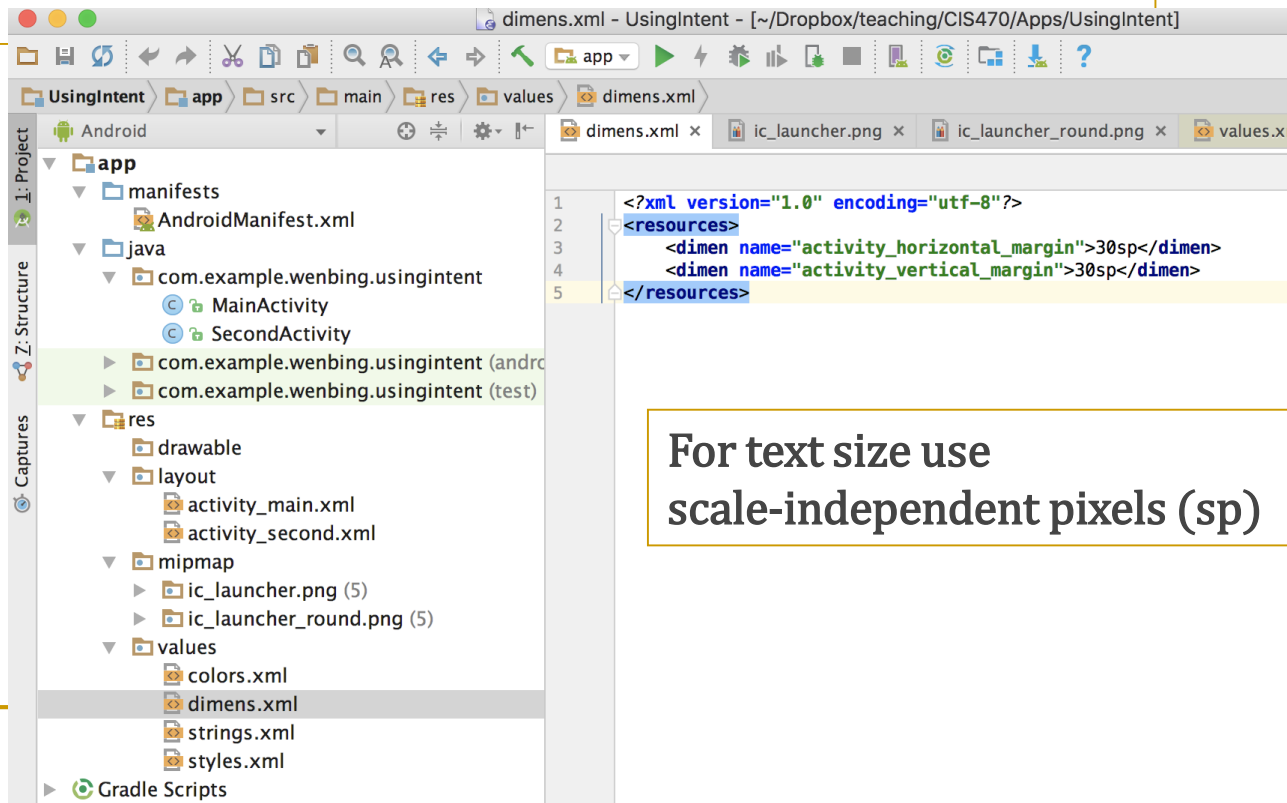 dimens.xml - UsingIntent - [~/Dropbox/teaching/CIS470/Apps/UsingIntent]
app
UsingIntent app src main res values dimens.xml
1: Project
Z: Structure
Captures
Android
dimens.xml ic_launcher.png ic_launcher_round.png values.x
app
manifests
AndroidManifest.xml
java
com.example.wenbing.usingintent
C MainActivity
C SecondActivity
com.example.wenbing.usingintent (andro
com.example.wenbing.usingintent (test)
res
drawable
layout
activity_main.xml
activity_second.xml
mipmap
ic_launcher.png (5)
ic_launcher_round.png (5)
values
colors.xml
dimens.xml
strings.xml
styles.xml
Gradle Scripts
1 <?xml version="1.0" encoding="utf-8"?>
2 <resources>
3 <dimen name="activity_horizontal_margin">30sp</dimen>
4 <dimen name="activity_vertical_margin">30sp</dimen>
5 </resources>
For text size use
scale-independent pixels (sp)